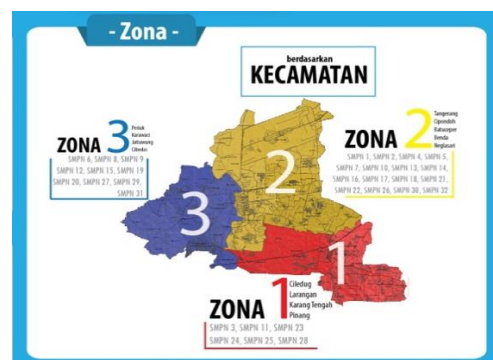 - Zona -
berdasarkan
KECAMATAN
ZONA 3
Periuk
Karawaci
Jatiuwung
Cibodas
SMPN 6, SMPN 8, SMPN 9
SMPN 12, SMPN 15, SMPN 19
SMPN 20, SMPN 27, SMPN 29,
SMPN 31
ZONA 2
Tangerang
Cipondoh
Batuceper
Benda
Neglasari
SMPN 1, SMPN 2, SMPN 4, SMPN 5,
SMPN 7, SMPN 10, SMPN 13, SMPN 14,
SMPN 16, SMPN 17, SMPN 18, SMPN 21,
SMPN 22, SMPN 26, SMPN 30, SMPN 32
2
3
1
ZONA 1
Ciledug
Larangan
Karang Tengah
Pinang
SMPN 3, SMPN 11, SMPN 23
SMPN 24, SMPN 25, SMPN 28